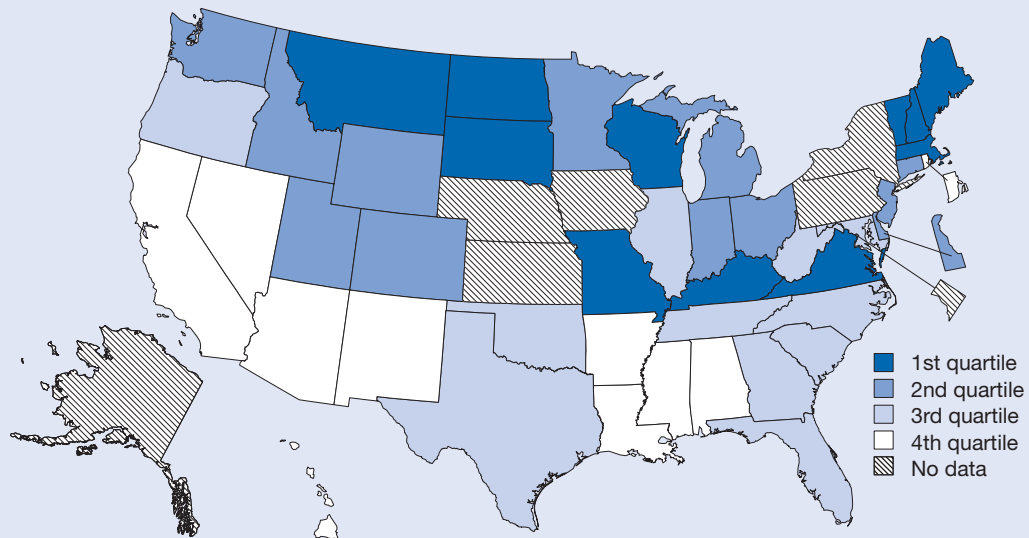 1st quartile
2nd quartile
3rd quartile
4th quartile
No data